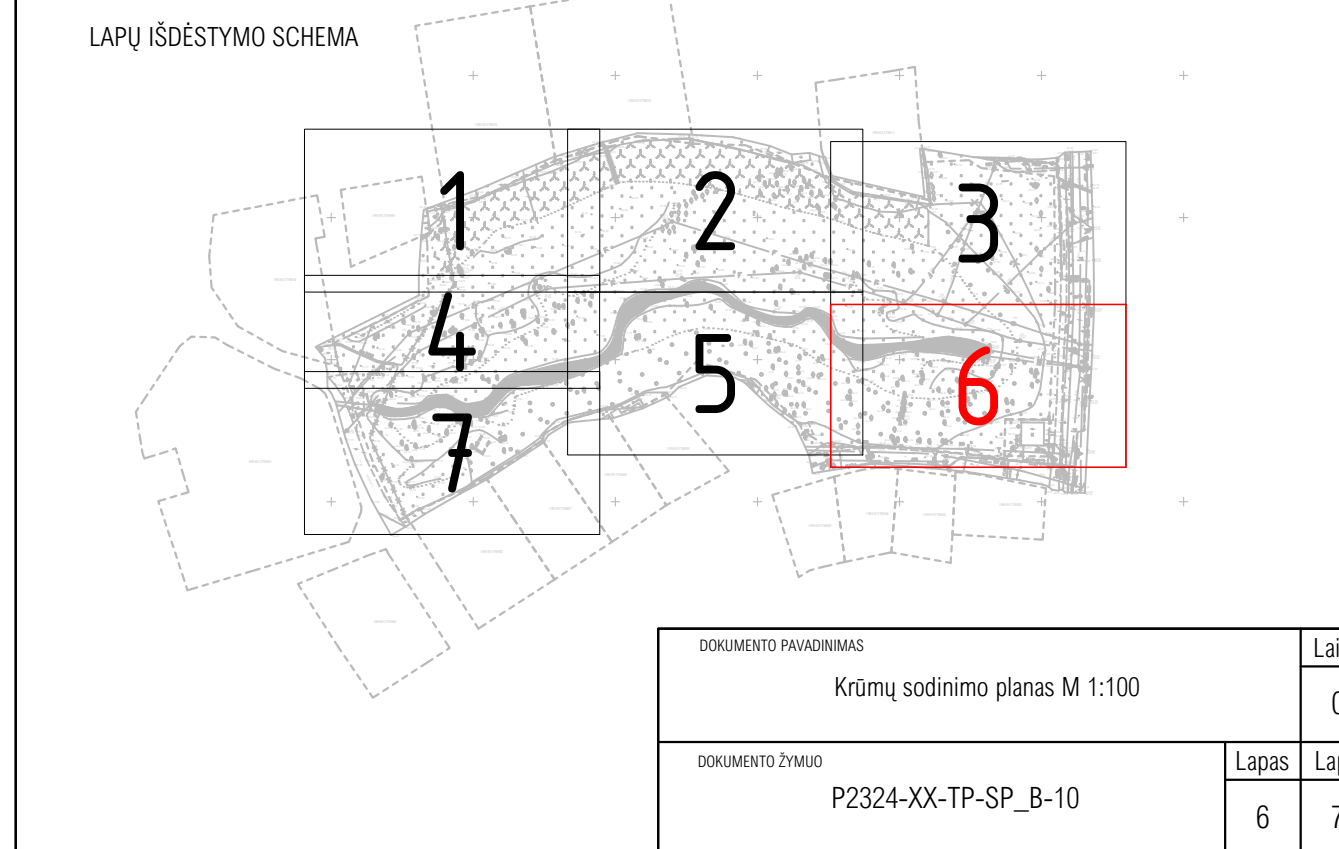 LAPŲ IŠDĖSTYMO SCHEMA
1
2
3
4
5
6
7
DOKUMENTO PAVADINIMAS
Krūmų sodinimo planas M 1:100
DOKUMENTO ŽYMUO
Lapas
P2324-XX-TP-SP_B-10
6
7